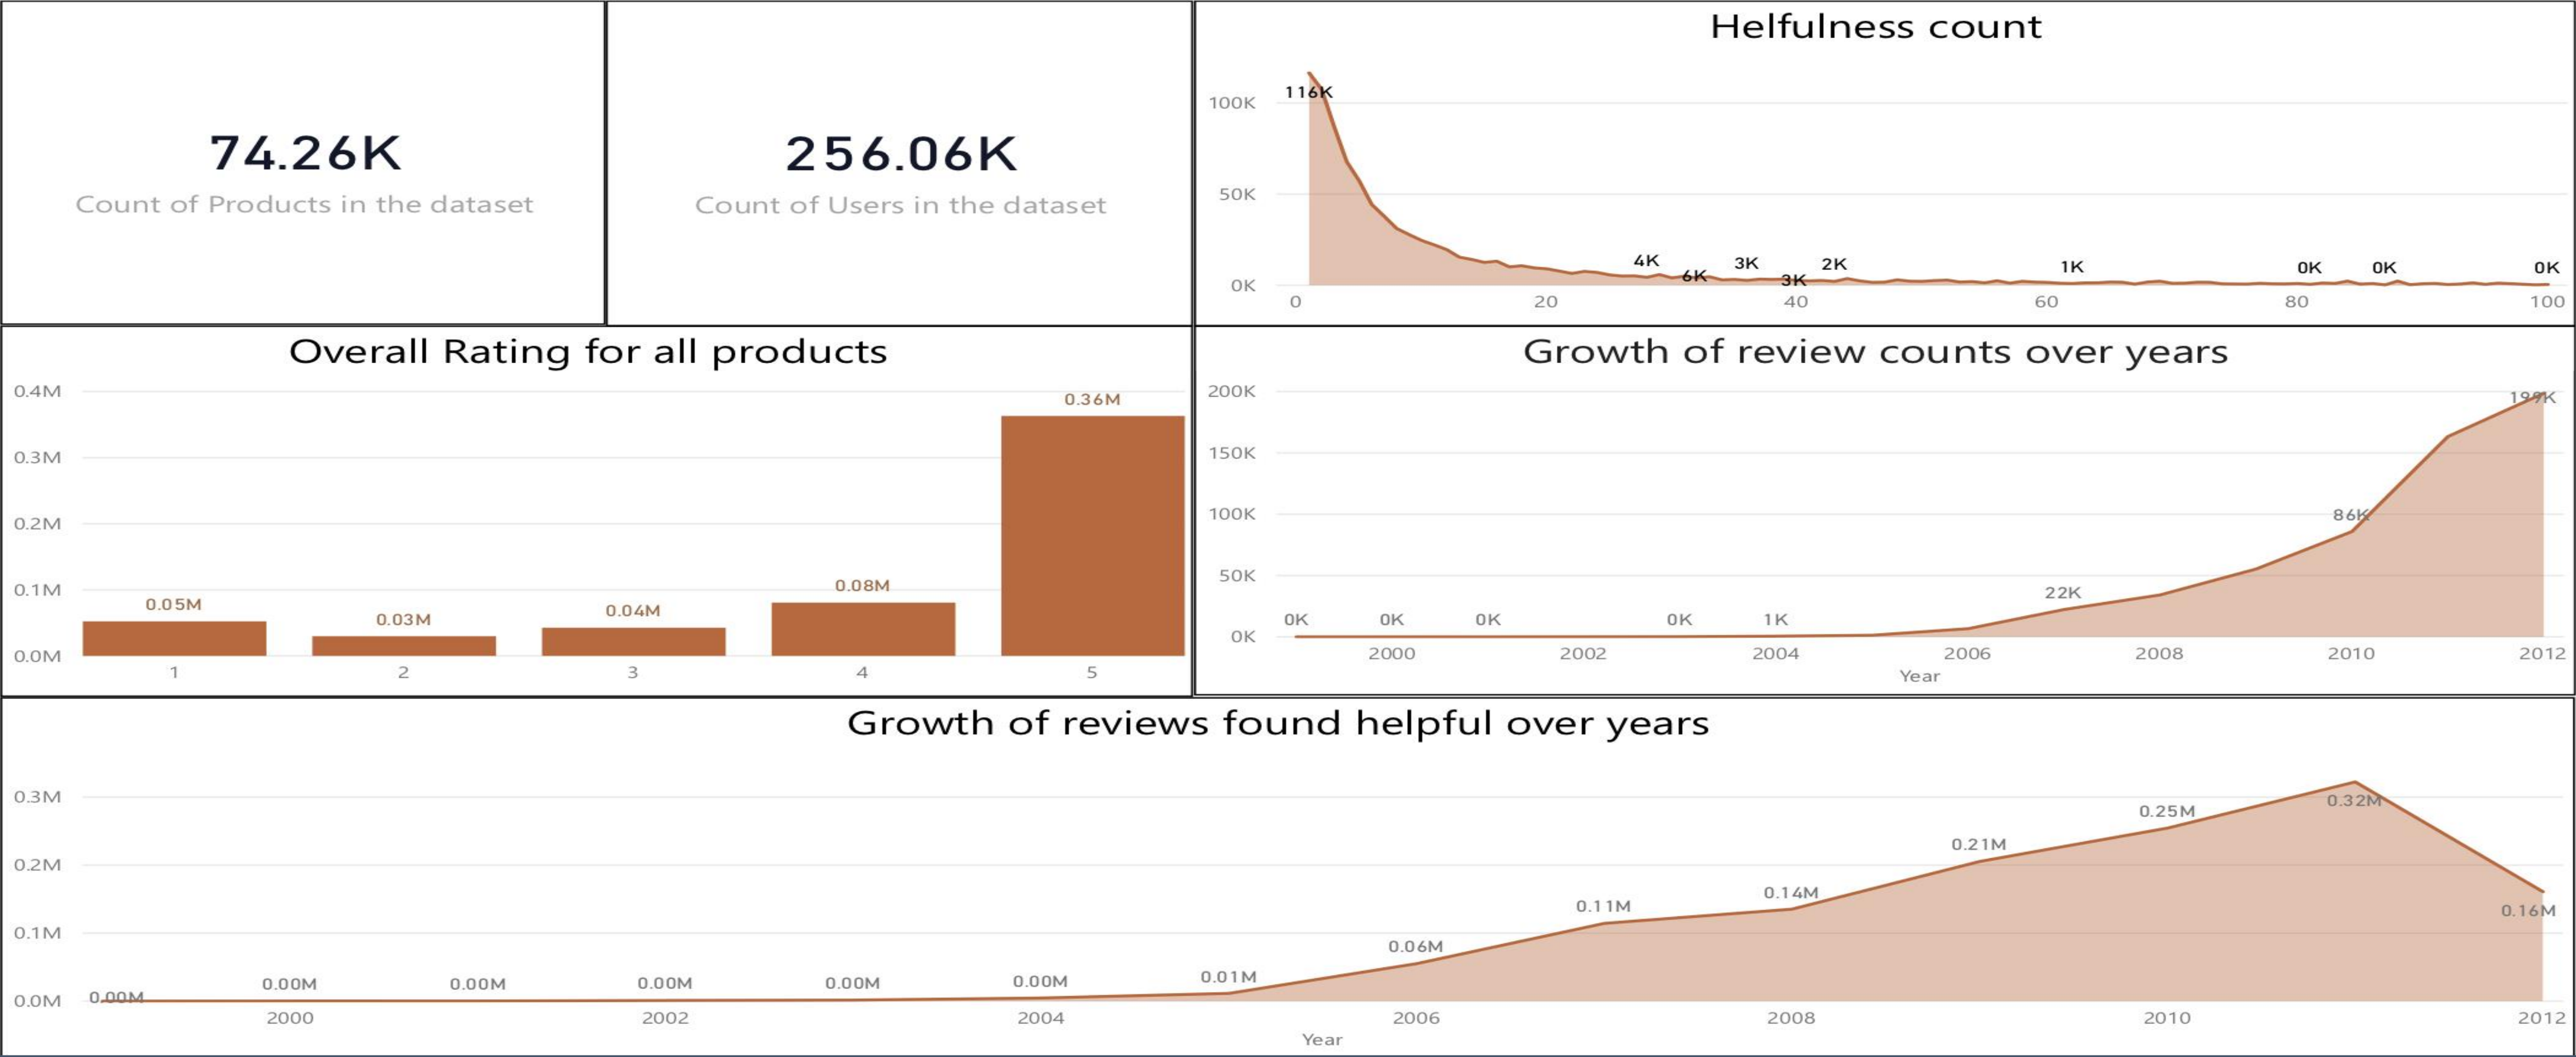 74.26K
Count of Products in the dataset
256.06K
Count of Users in the dataset
Helfulness count
116K
100K
50K
4K
3K
2K
1K
0K
0K
0K
6K
3K
0K
0 20 40 60 80 100
Overall Rating for all products
0.4M
0.36M
0.3M
0.2M
0.1M
0.08M
0.05M
0.04M
0.03M
0.0M
1 2 3 4 5
Growth of review counts over years
200K
199K
150K
100K
86K
50K
22K
0K 0K 0K 0K 1K
0K
2000 2002 2004 2006 2008 2010 2012
Year
Growth of reviews found helpful over years
0.3M
0.32M
0.25M
0.21M
0.2M
0.14M
0.11M
0.16M
0.1M
0.06M
0.01M
0.00M 0.00M 0.00M 0.00M 0.00M 0.00M
0.0M
2000 2002 2004 2006 2008 2010 2012
Year